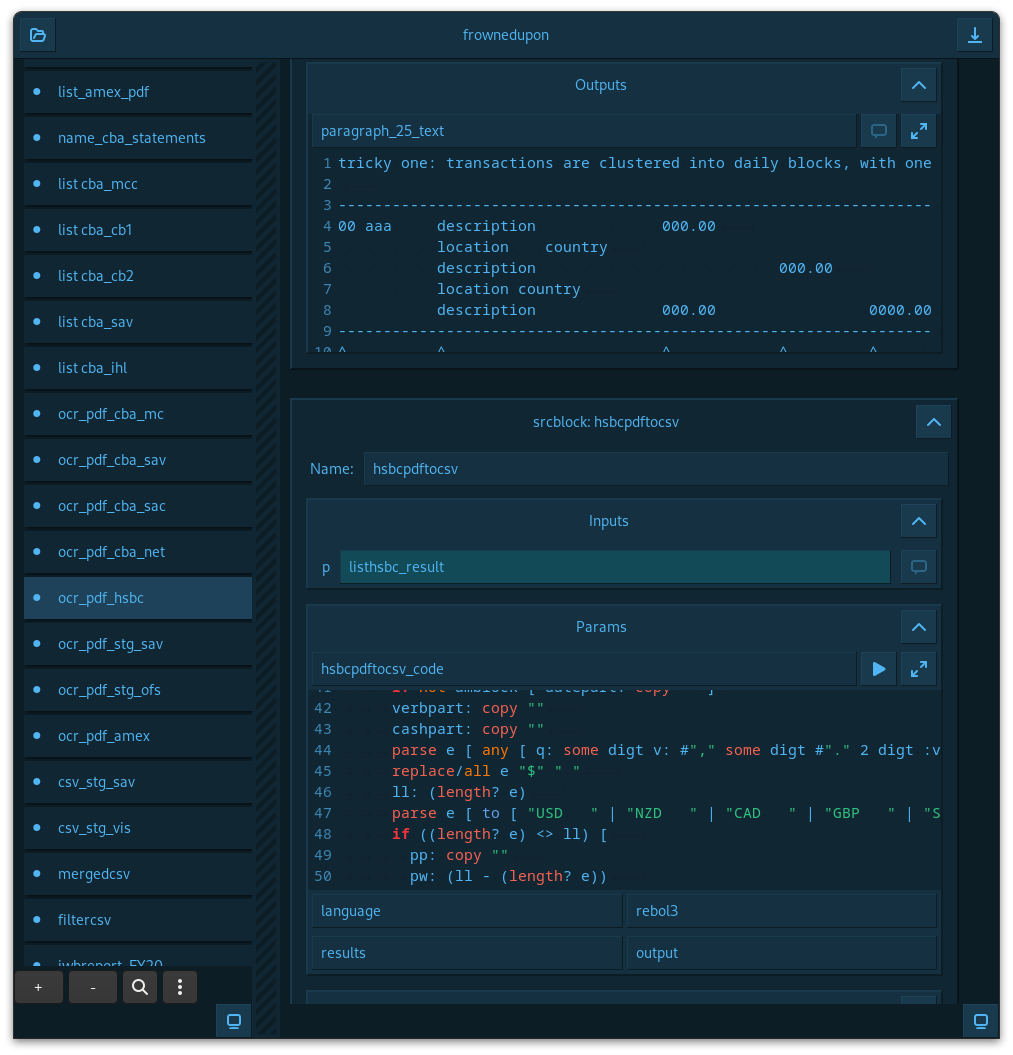 frownedupon
list_amex_pdf
name_cba_statements
list cba_mcc
list cba_cb1
list cba_cb2
list cba_sav
list cba_ihl
ocr_pdf_cba_mc
ocr_pdf_cba_sav
ocr_pdf_cba_sac
ocr_pdf_cba_net
ocr_pdf_hsbc
ocr_pdf_stg_sav
ocr_pdf_stg_ofs
ocr_pdf_amex
csv_stg_sav
csv_stg_vis
mergedcsv
filtercsv
+ -
Outputs
paragraph_25_text
1 tricky one: transactions are clustered into daily blocks, with one
2
3 ------------------------------------------------------------------
4 00 aaa     description              000.00
5            location    country
6            description                           000.00
7            location country
8            description              000.00                 0000.00
9 ------------------------------------------------------------------
10 ^          ^                        ^            ^         ^
srcblock: hsbcpdftocsv
Name: hsbcpdftocsv
Inputs
p listhsbc_result
Params
hsbcpdftocsv_code
42 verbpart: copy ""
43 cashpart: copy ""
44 parse e [ any [ q: some digt v: #"," some digt #"." 2 digt :v
45 replace/all e "$" " "
46 ll: (length? e)
47 parse e [ to [ "USD   " | "NZD   " | "CAD   " | "GBP   " | "S
48 if ((length? e) <> ll) [
49   pp: copy ""
50   pw: (ll - (length? e))
language rebol3
results output